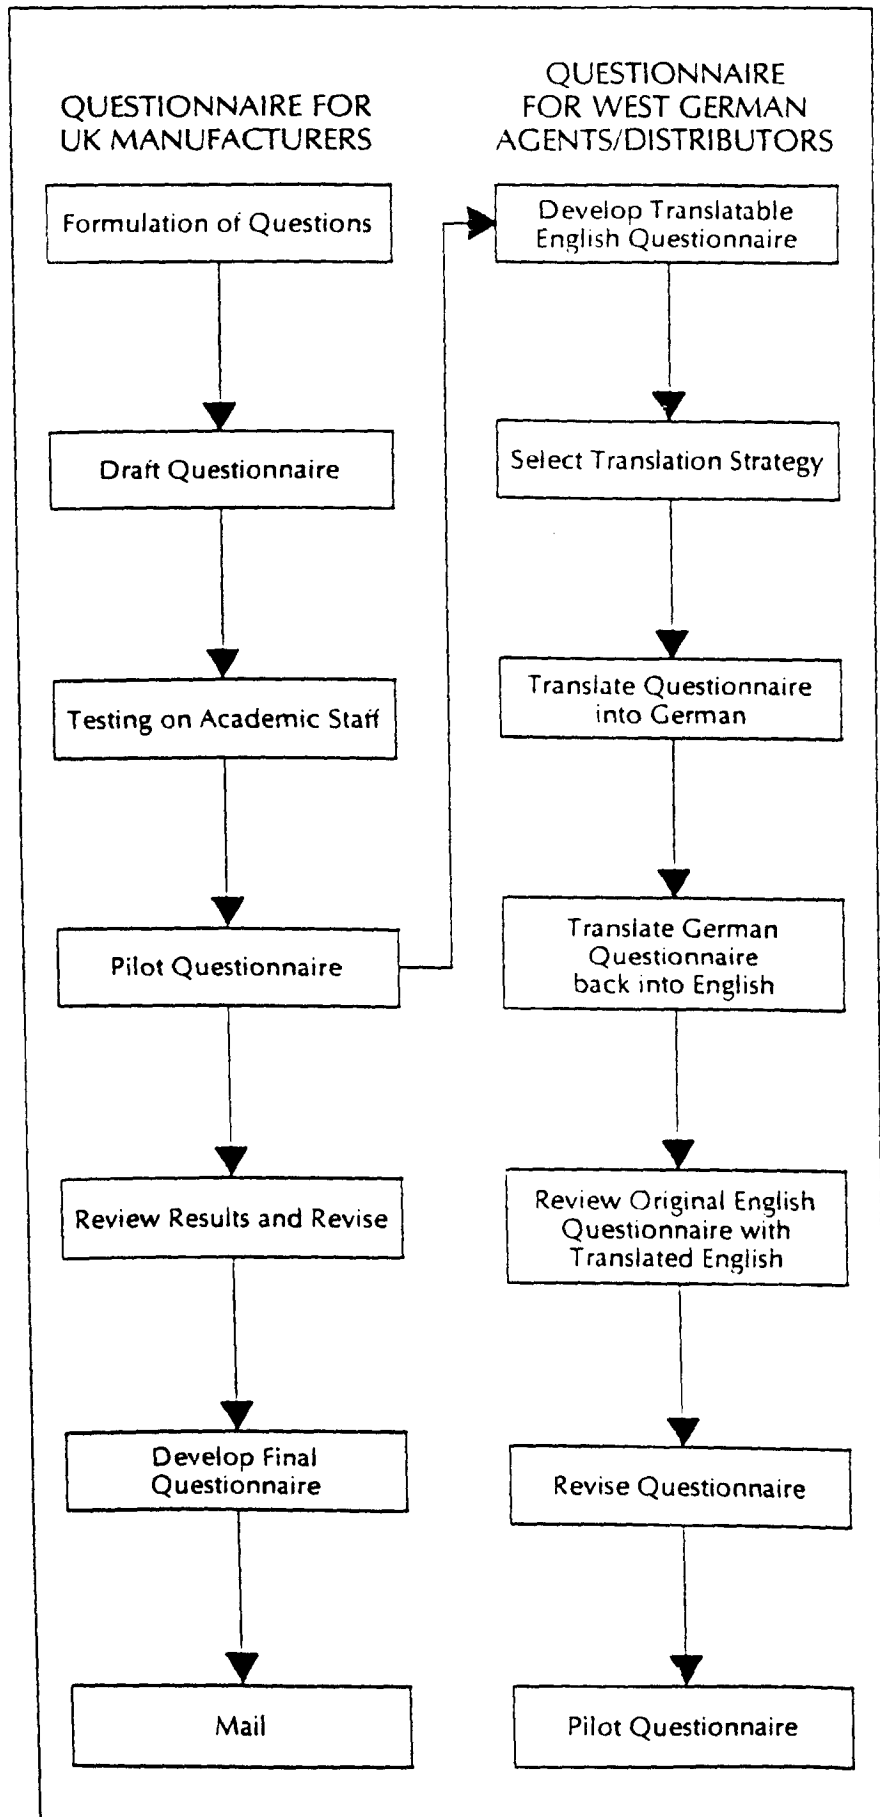 QUESTIONNAIRE FOR
UK MANUFACTURERS
Formulation of Questions
Draft Questionnaire
Testing on Academic Staff
Pilot Questionnaire
Review Results and Revise
Develop Final
Questionnaire
Mail
QUESTIONNAIRE
FOR WEST GERMAN
AGENTS/DISTRIBUTORS
Develop Translatable
English Questionnaire
Select Translation Strategy
Translate Questionnaire
into German
Translate German
Questionnaire
back into English
Review Original English
Questionnaire with
Translated English
Revise Questionnaire
Pilot Questionnaire